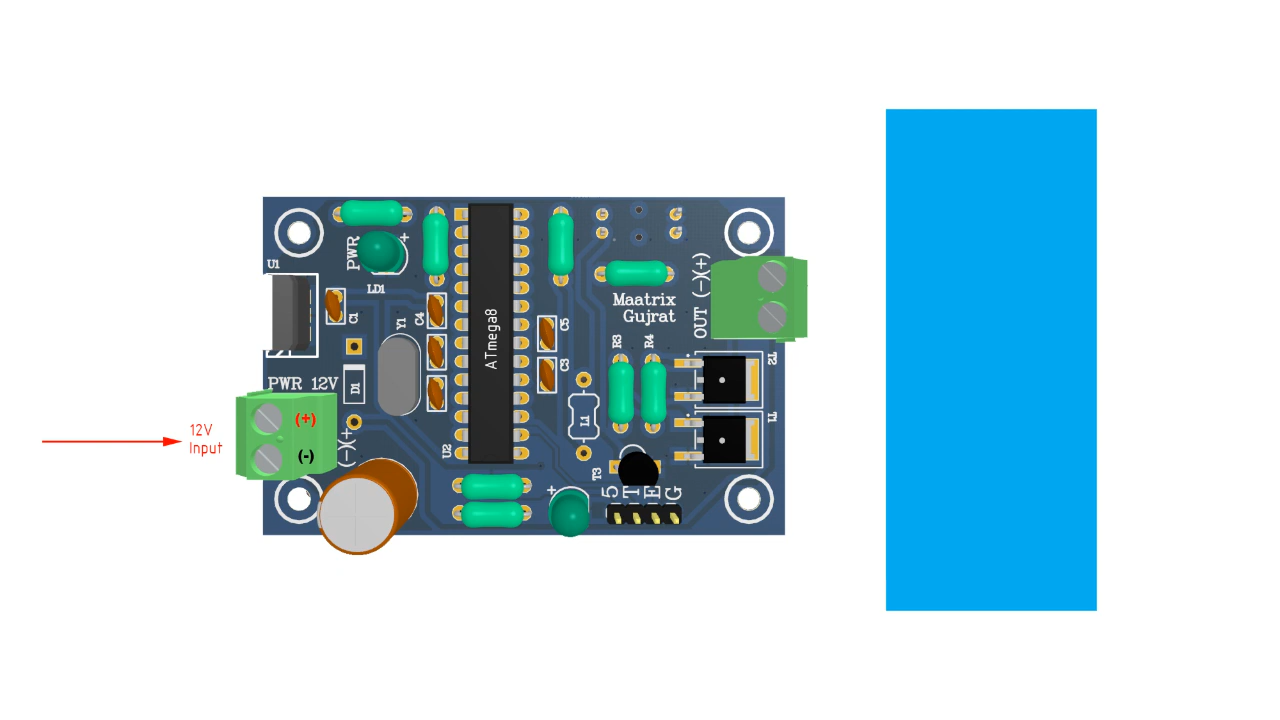 PWR
+
U1
LD1
C1
C4
Y1
ATmega8
C5
C3
Maatrix
Gujrat
OUT (-)(+)
R3
R4
T2
T1
PWR 12V
D1
L1
12V
Input
(+)
(-)
(-)(+)
U2
T3
+
5 T E G